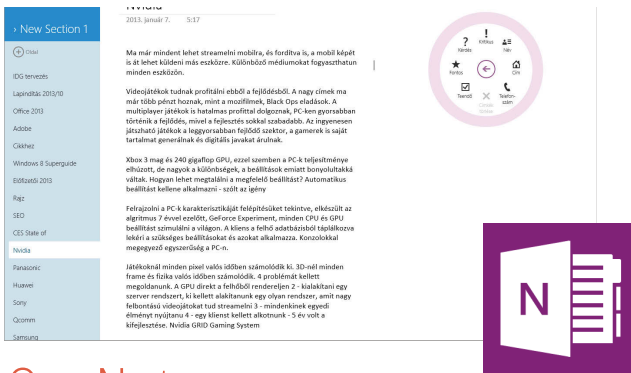 › New Section 1
+ Oldal
IDG tervezés
Lapindítás 2013/10
Office 2013
Adobe
Cikkhez
Windows 8 Superguide
Előfizetői 2013
Rajz
SEO
CES State of
Nvidia
Panasonic
Huawei
Sony
Qcomm
Samsung
Nvidia
2013. január 7. 5:17
Ma már mindent lehet streamelni mobilra, és fordítva is, a mobil képét
is át lehet küldeni más eszközre. Különböző médiumokat fogyaszthatun
minden eszközön.
Videojátékok tudnak profitálni ebből a fejlődésből. A nagy címek ma
már több pénzt hoznak, mint a mozifilmek, Black Ops eladások. A
multiplayer játékok is hatalmas profittal dolgoznak, PC-ken gyorsabban
történik a fejlődés, mivel a fejlesztés sokkal szabadabb. Az ingyenesen
játszható játékok a leggyorsabban fejlődő szektor, a gamerek is saját
tartalmat generálnak és digitális javakat árulnak.
Xbox 3 mag és 240 gigaflop GPU, ezzel szemben a PC-k teljesítménye
elhúzott, de nagyok a különbségek, a beállítások emiatt bonyolultakká
váltak. Hogyan lehet megtalálni a megfelelő beállítást? Automatikus
beállítást kellene alkalmazni - szólt az igény
Felrajzolni a PC-k karakterisztikáját felépítésüket tekintve, elkészült az
algritmus 7 évvel ezelőtt, GeForce Experiment, minden CPU és GPU
beállítást szimulálni a világon. A kliens a felhő adatbázisból táplálkozva
lekéri a szükséges beállításokat és azokat alkalmazza. Konzolokkal
megegyező egyszerűség a PC-n.
Játékoknál minden pixel valós időben számolódik ki. 3D-nél minden
frame és fizika valós időben számolódik. 4 problémát kellett
megoldanunk. A GPU direkt a felhőből rendereljen 2 - kialakítani egy
szerver rendszert, ki kellett alakítanunk egy olyan rendszer, amit nagy
felbontású videojátokat tud streamelni 3 - mindenkinek egyedi
élményt nyújtanu 4 - egy klienst kellett alkotnunk - 5 év volt a
kifejlesztése. Nvidia GRID Gaming System
Kritikus
Kérdés
Név
Fontos
Cím
Teendő
Telefon-
szám
N